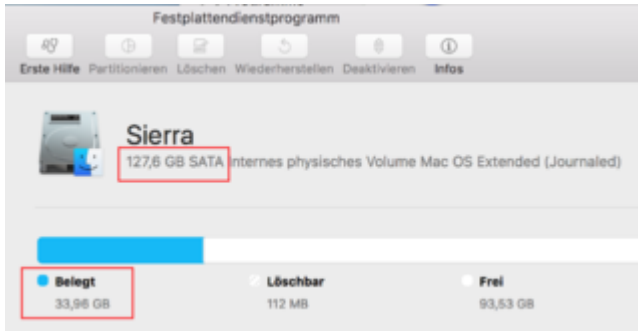 Festplattendienstprogramm
Erste Hilfe Partitionieren Löschen Wiederherstellen Deaktivieren Infos
Sierra
127,6 GB SATA internes physisches Volume Mac OS Extended (Journaled)
Belegt Löschbar Frei
33,96 GB 112 MB 93,53 GB